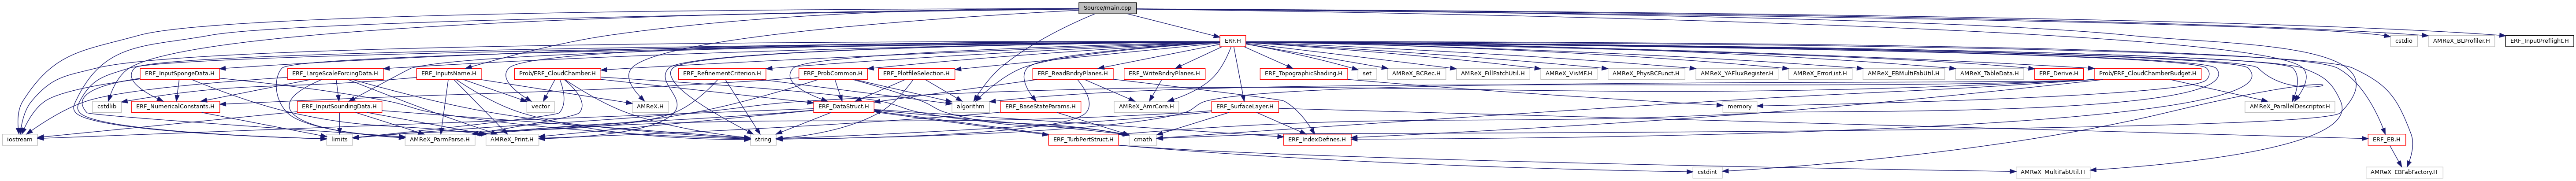 Source/main.cpp
ERF.H
cstdio
AMReX_BLProfiler.H
ERF_InputPreflight.H
ERF_InputSpongeData.H
ERF_LargeScaleForcingData.H
ERF_InputsName.H
Prob/ERF_CloudChamber.H
ERF_RefinementCriterion.H
ERF_ProbCommon.H
ERF_PlotfileSelection.H
ERF_ReadBndryPlanes.H
ERF_WriteBndryPlanes.H
ERF_TopographicShading.H
set
AMReX_BCRec.H
AMReX_FillPatchUtil.H
AMReX_VisMF.H
AMReX_PhysBCFunct.H
AMReX_YAFluxRegister.H
AMReX_ErrorList.H
AMReX_EBMultiFabUtil.H
AMReX_TableData.H
ERF_Derive.H
Prob/ERF_CloudChamberBudget.H
cstdlib
ERF_NumericalConstants.H
ERF_InputSoundingData.H
vector
AMReX.H
ERF_DataStruct.H
algorithm
ERF_BaseStateParams.H
AMReX_AmrCore.H
ERF_SurfaceLayer.H
memory
AMReX_ParallelDescriptor.H
iostream
limits
AMReX_ParmParse.H
AMReX_Print.H
string
ERF_TurbPertStruct.H
cmath
ERF_IndexDefines.H
ERF_EB.H
cstdint
AMReX_MultiFabUtil.H
AMReX_EBFabFactory.H